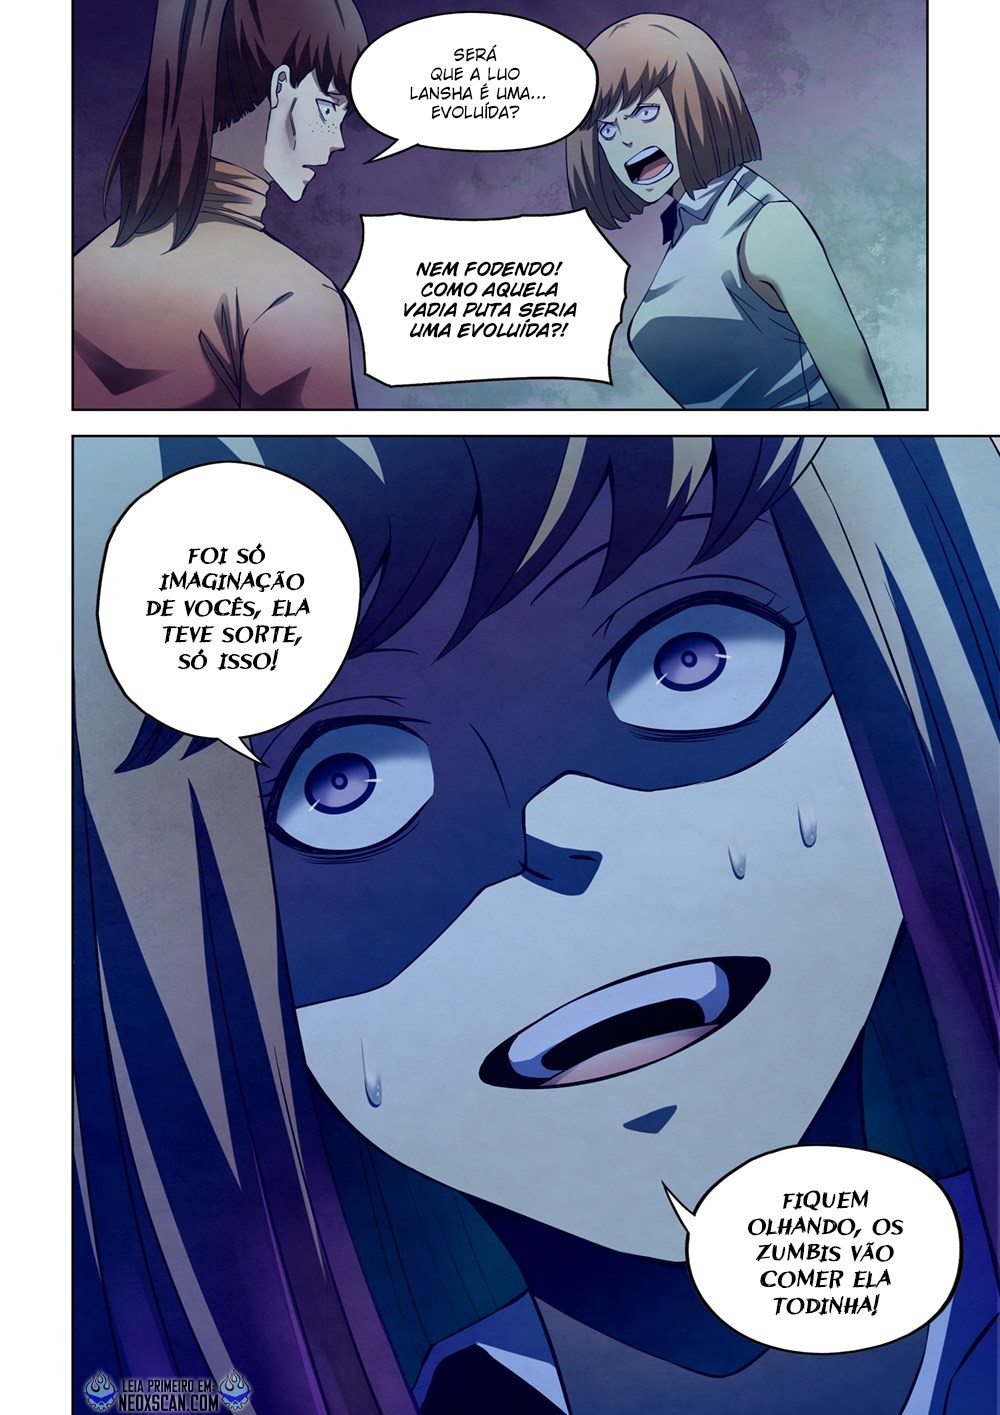 SERÁ
QUE A LUO
LANSHA É UMA...
EVOLUÍDA?
NEM FODENDO!
COMO AQUELA
VADIA PUTA SERIA
UMA EVOLUÍDA?!
FOI SÓ
IMAGINAÇÃO
DE VOCÊS, ELA
TEVE SORTE,
SÓ ISSO!
FIQUEM
OLHANDO, OS
ZUMBIS VÃO
COMER ELA
TODINHA!
LEIA PRIMEIRO EM
NEOXSCAN.COM